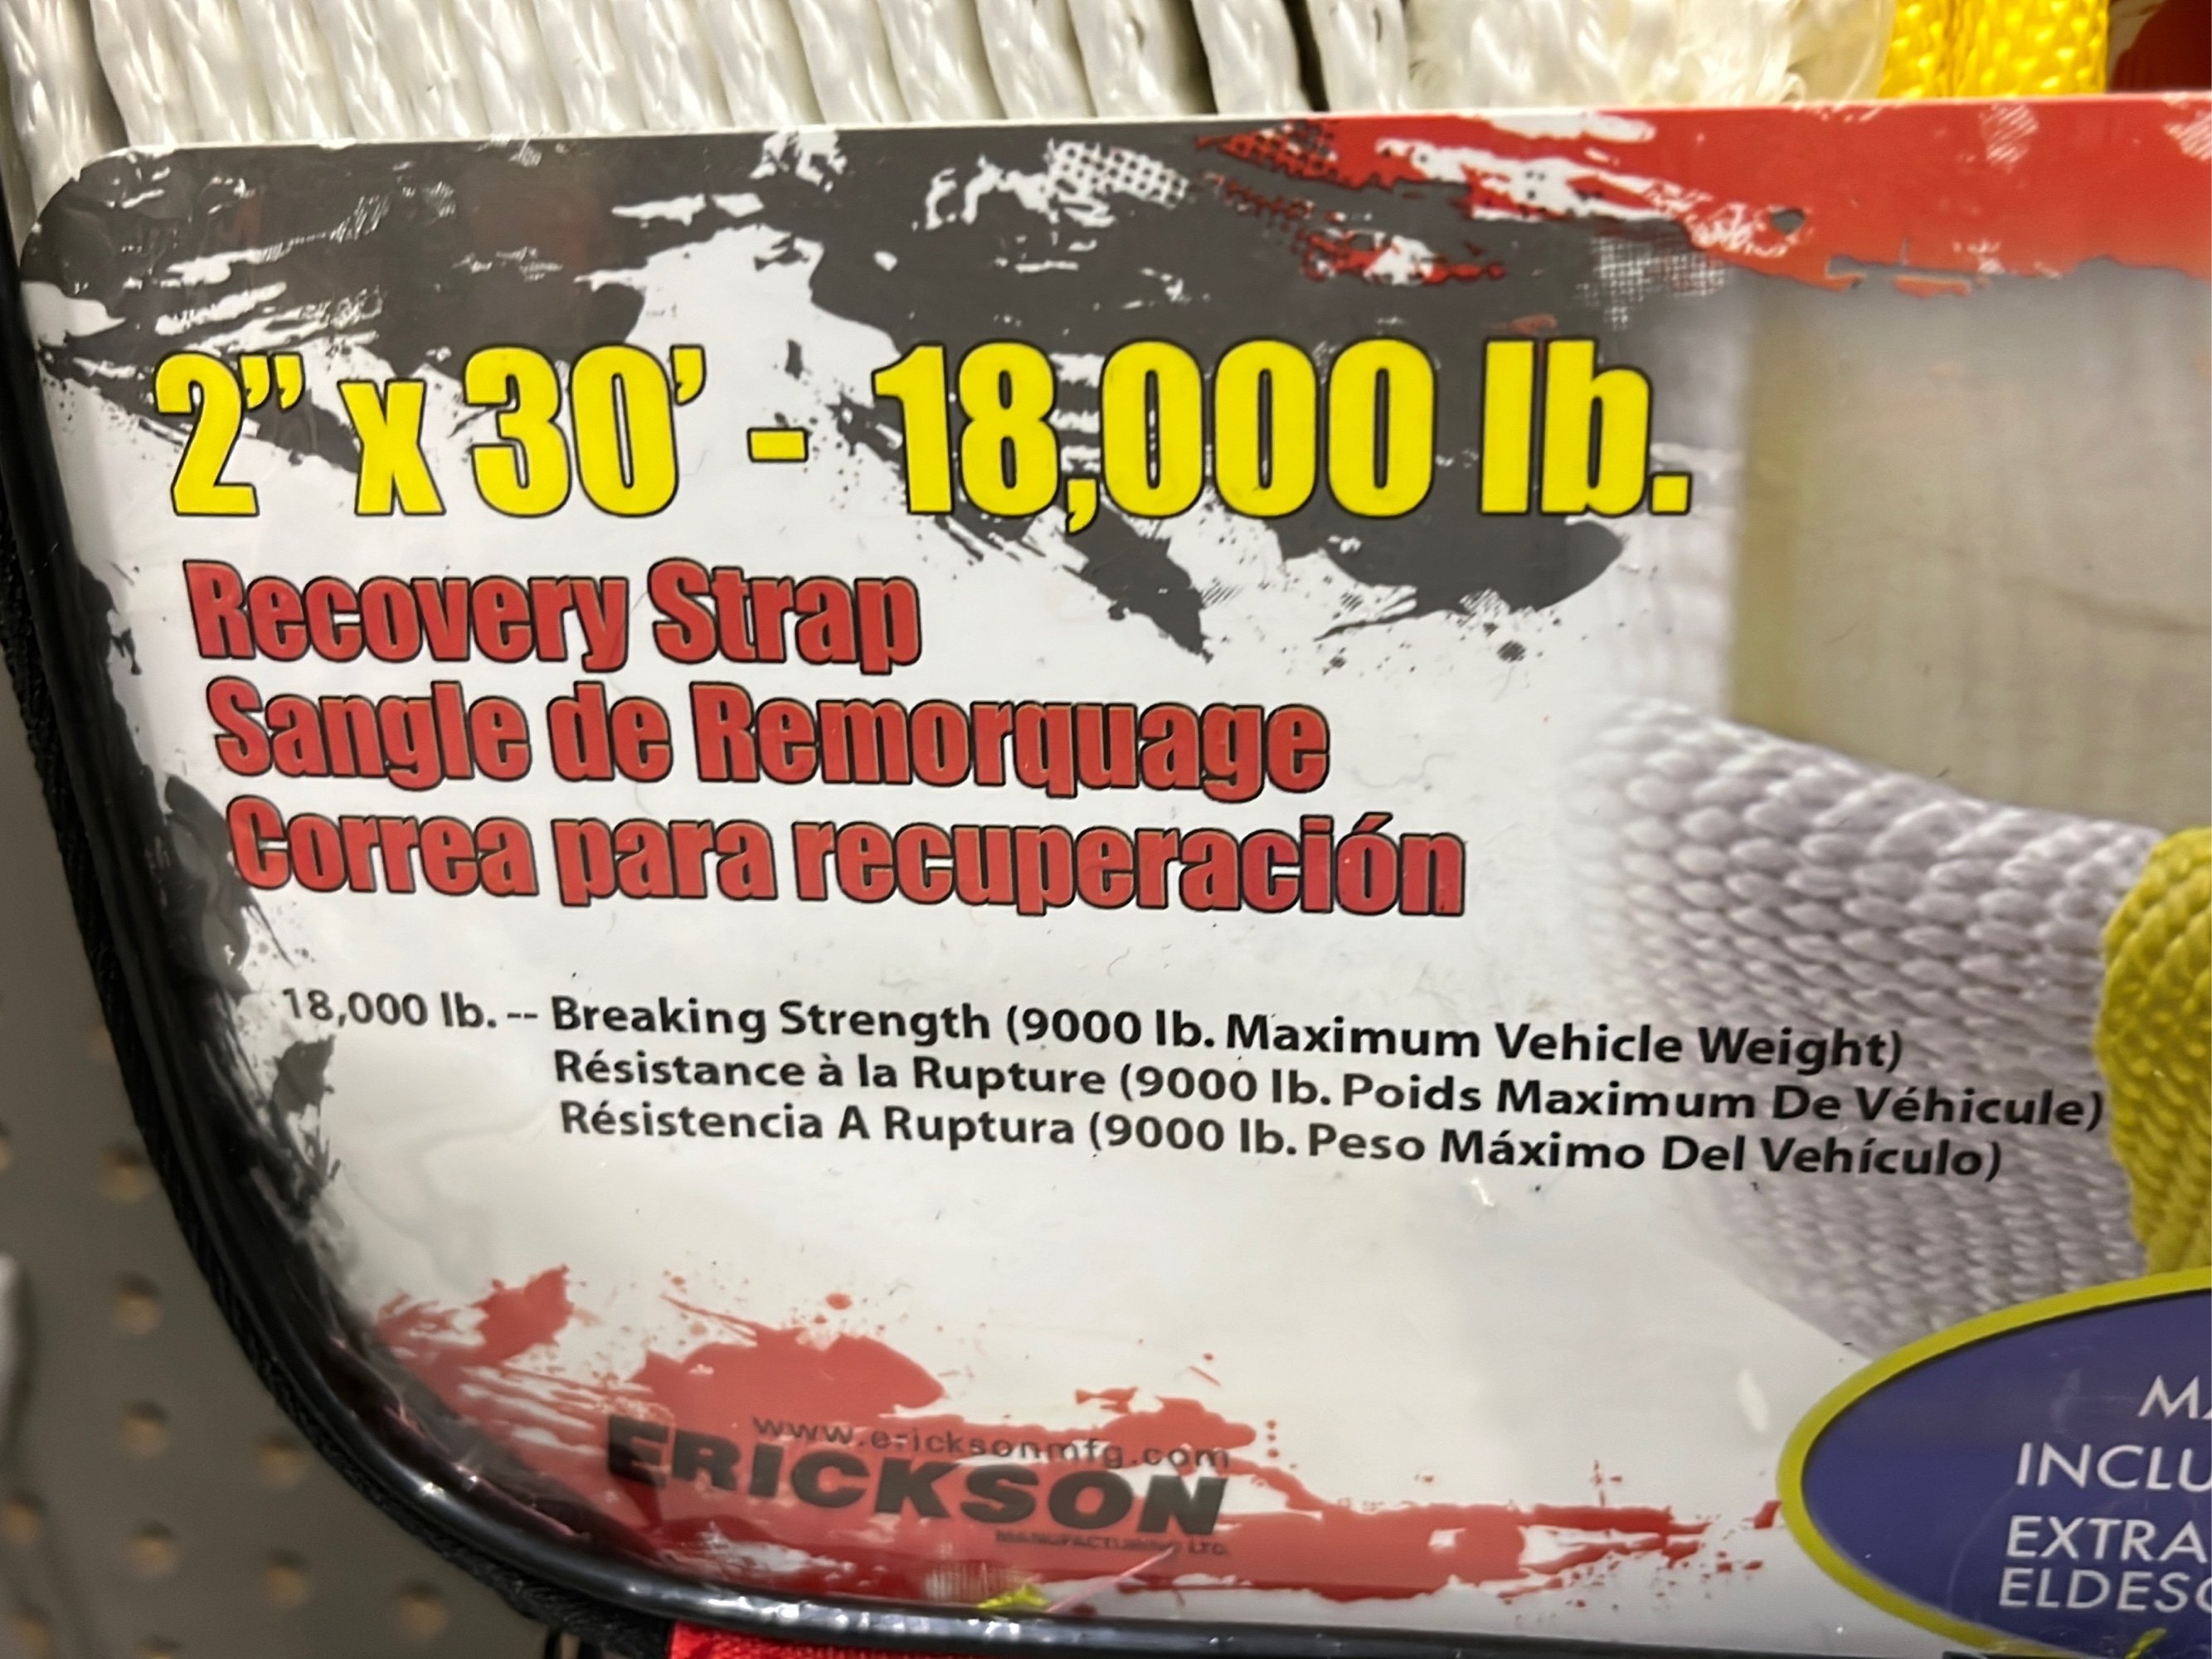 2" x 30' - 18,000 lb.
Recovery Strap
Sangle de Remorquage
Correa para recuperación
18,000 lb. -- Breaking Strength (9000 lb. Maximum Vehicle Weight)
Résistance à la Rupture (9000 lb. Poids Maximum De Véhicule)
Résistencia A Ruptura (9000 lb. Peso Máximo Del Vehículo)
www.ericksonmfg.com
ERICKSON
MANUFACTURING LTD.
INCLU
EXTRA